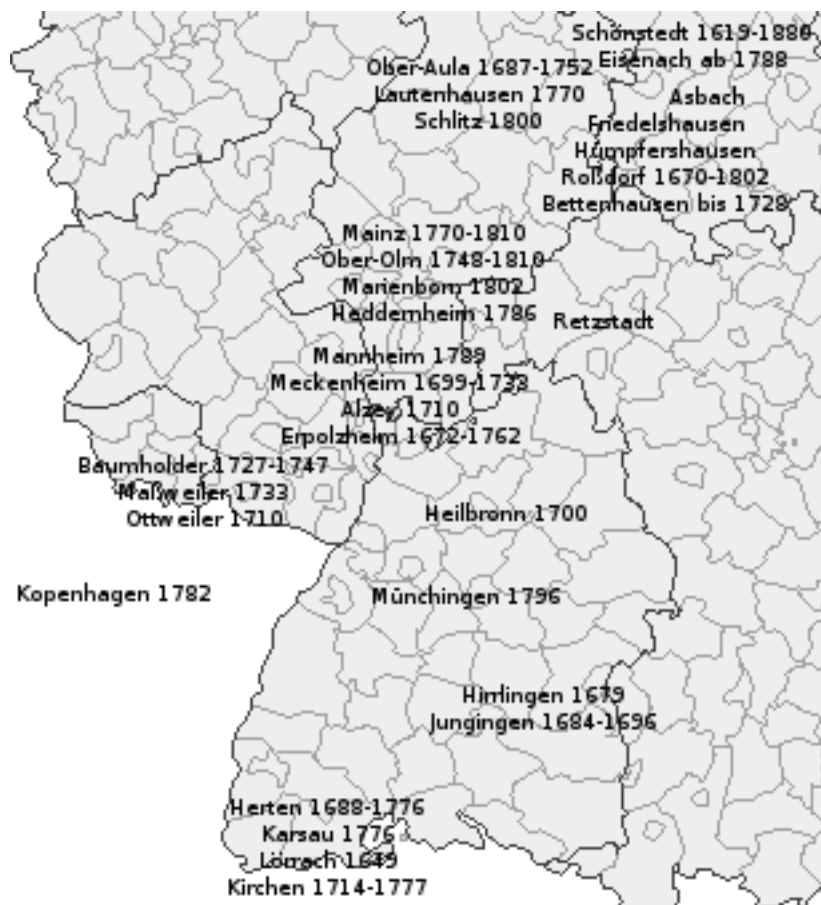 Schönstedt 1619-1880
Eisenach ab 1788
Ober-Aula 1687-1752
Lautenhausen 1770
Schlitz 1800
Asbach
Friedelshausen
Hümpfershausen
Roßdorf 1670-1802
Bettenhausen bis 1728
Mainz 1770-1810
Ober-Olm 1748-1810
Marienborn 1802
Heddernheim 1786
Retzstadt
Mannheim 1789
Meckenheim 1699-1733
Alzey 1710
Erpolzheim 1672-1762
Baumholder 1727-1747
Maßweiler 1733
Ottweiler 1710
Heilbronn 1700
Kopenhagen 1782
Münchingen 1796
Hirrlingen 1679
Jungingen 1684-1696
Herten 1688-1776
Karsau 1776
Lörrach 1649
Kirchen 1714-1777